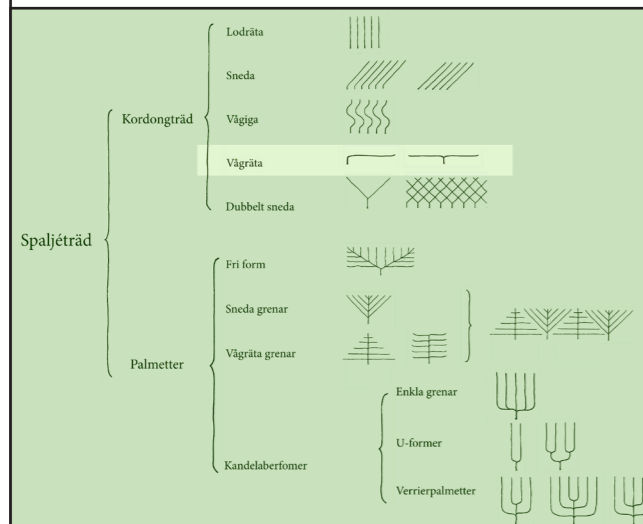 Spaljéträd
Kordongträd
Lodräta
Sneda
Vågiga
Vågräta
Dubbelt sneda
Palmetter
Fri form
Sneda grenar
Vågräta grenar
Kandelaberfomer
Enkla grenar
U-former
Verrierpalmetter